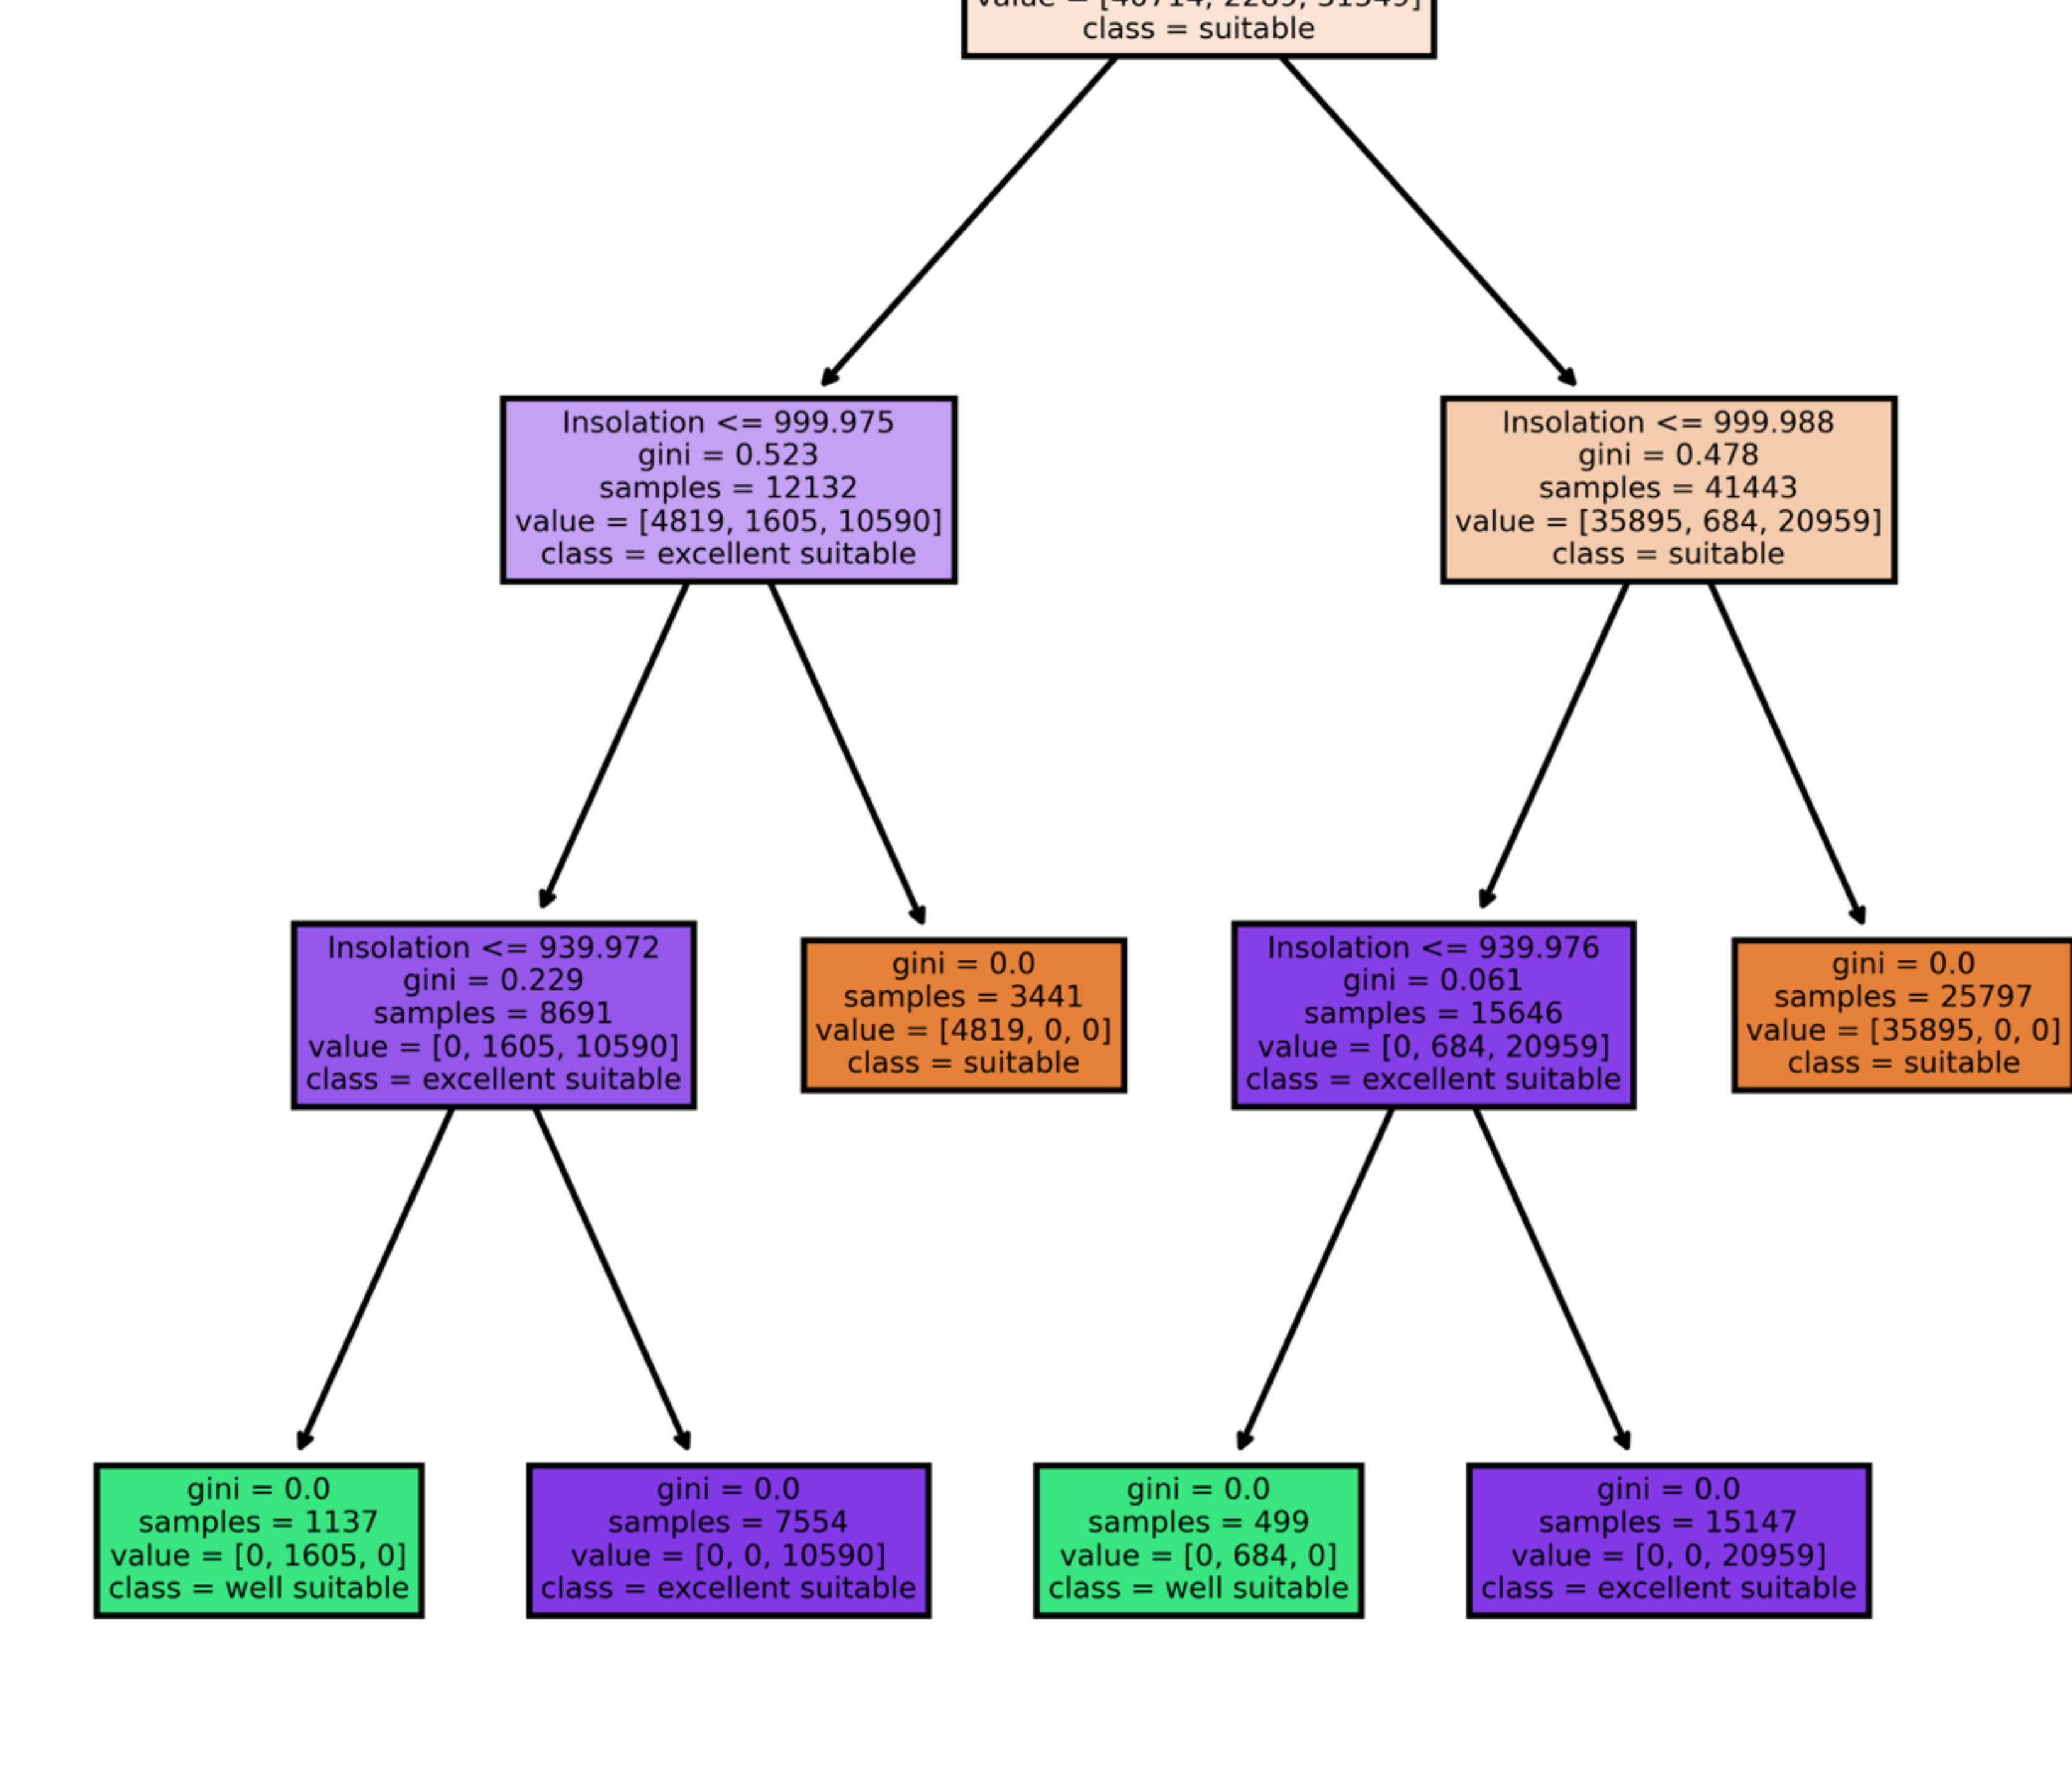 value = [40714, 2289, 31549]
class = suitable
Insolation <= 999.975
gini = 0.523
samples = 12132
value = [4819, 1605, 10590]
class = excellent suitable
Insolation <= 999.988
gini = 0.478
samples = 41443
value = [35895, 684, 20959]
class = suitable
Insolation <= 939.972
gini = 0.229
samples = 8691
value = [0, 1605, 10590]
class = excellent suitable
gini = 0.0
samples = 3441
value = [4819, 0, 0]
class = suitable
Insolation <= 939.976
gini = 0.061
samples = 15646
value = [0, 684, 20959]
class = excellent suitable
gini = 0.0
samples = 25797
value = [35895, 0, 0]
class = suitable
gini = 0.0
samples = 1137
value = [0, 1605, 0]
class = well suitable
gini = 0.0
samples = 7554
value = [0, 0, 10590]
class = excellent suitable
gini = 0.0
samples = 499
value = [0, 684, 0]
class = well suitable
gini = 0.0
samples = 15147
value = [0, 0, 20959]
class = excellent suitable